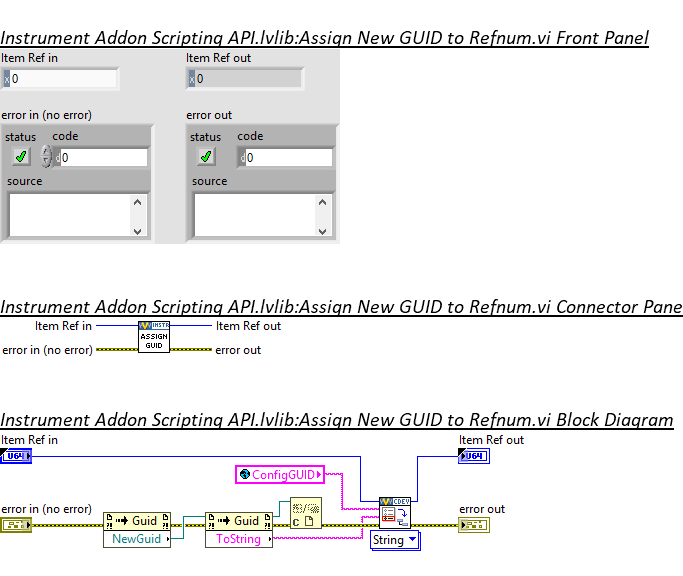 Instrument Addon Scripting API.lvlib:Assign New GUID to Refnum.vi Front Panel
Item Ref in Item Ref out
x 0 x 0
error in (no error) error out
status code status code
d 0 d 0
source source
Instrument Addon Scripting API.lvlib:Assign New GUID to Refnum.vi Connector Pane
Item Ref in INSTR Item Ref out
ASSIGN
error in (no error) GUID error out
Instrument Addon Scripting API.lvlib:Assign New GUID to Refnum.vi Block Diagram
Item Ref in Item Ref out
U64 U64
ConfigGUID
CDEV
error in (no error) error out
Guid Guid C
NewGuid ToString String